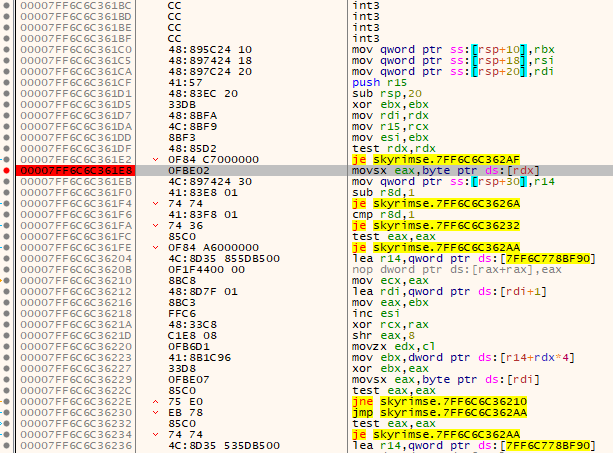 00007FF6C6C361BC CC int3
00007FF6C6C361BD CC int3
00007FF6C6C361BE CC int3
00007FF6C6C361BF CC int3
00007FF6C6C361C0 48:895C24 10 mov qword ptr ss:[rsp+10],rbx
00007FF6C6C361C5 48:897424 18 mov qword ptr ss:[rsp+18],rsi
00007FF6C6C361CA 48:897C24 20 mov qword ptr ss:[rsp+20],rdi
00007FF6C6C361CF 41:57 push r15
00007FF6C6C361D1 48:83EC 20 sub rsp,20
00007FF6C6C361D5 33DB xor ebx,ebx
00007FF6C6C361D7 48:8BFA mov rdi,rdx
00007FF6C6C361DA 4C:8BF9 mov r15,rcx
00007FF6C6C361DD 8BF3 mov esi,ebx
00007FF6C6C361DF 48:85D2 test rdx,rdx
00007FF6C6C361E2 0F84 C7000000 je skyrimse.7FF6C6C362AF
00007FF6C6C361E8 0FBE02 movsx eax,byte ptr ds:[rdx]
00007FF6C6C361EB 4C:897424 30 mov qword ptr ss:[rsp+30],r14
00007FF6C6C361F0 41:83E8 01 sub r8d,1
00007FF6C6C361F4 74 74 je skyrimse.7FF6C6C3626A
00007FF6C6C361F6 41:83F8 01 cmp r8d,1
00007FF6C6C361FA 74 36 je skyrimse.7FF6C6C36232
00007FF6C6C361FC 85C0 test eax,eax
00007FF6C6C361FE 0F84 A6000000 je skyrimse.7FF6C6C362AA
00007FF6C6C36204 4C:8D35 855DB500 lea r14,qword ptr ds:[7FF6C778BF90]
00007FF6C6C3620B 0F1F4400 00 nop dword ptr ds:[rax+rax],eax
00007FF6C6C36210 8BC8 mov ecx,eax
00007FF6C6C36212 48:8D7F 01 lea rdi,qword ptr ds:[rdi+1]
00007FF6C6C36216 8BC3 mov eax,ebx
00007FF6C6C36218 FFC6 inc esi
00007FF6C6C3621A 48:33C8 xor rcx,rax
00007FF6C6C3621D C1E8 08 shr eax,8
00007FF6C6C36220 0FB6D1 movzx edx,cl
00007FF6C6C36223 41:8B1C96 mov ebx,dword ptr ds:[r14+rdx*4]
00007FF6C6C36227 33D8 xor ebx,eax
00007FF6C6C36229 0FBE07 movsx eax,byte ptr ds:[rdi]
00007FF6C6C3622C 85C0 test eax,eax
00007FF6C6C3622E 75 E0 jne skyrimse.7FF6C6C36210
00007FF6C6C36230 EB 78 jmp skyrimse.7FF6C6C362AA
00007FF6C6C36232 85C0 test eax,eax
00007FF6C6C36234 74 74 je skyrimse.7FF6C6C362AA
00007FF6C6C36236 4C:8D35 535DB500 lea r14,qword ptr ds:[7FF6C778BF90]